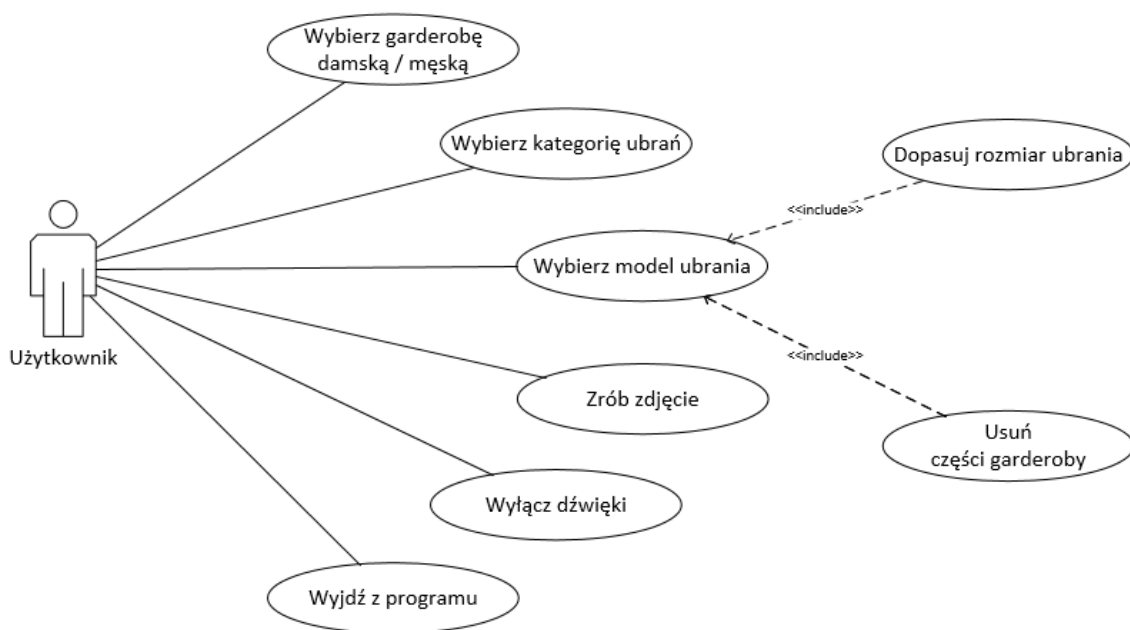 Wybierz garderobę
damską / męską
Wybierz kategorię ubrań
Dopasuj rozmiar ubrania
<<include>>
Wybierz model ubrania
Użytkownik
<<include>>
Zrób zdjęcie
Usuń
części garderoby
Wyłącz dźwięki
Wyjdź z programu